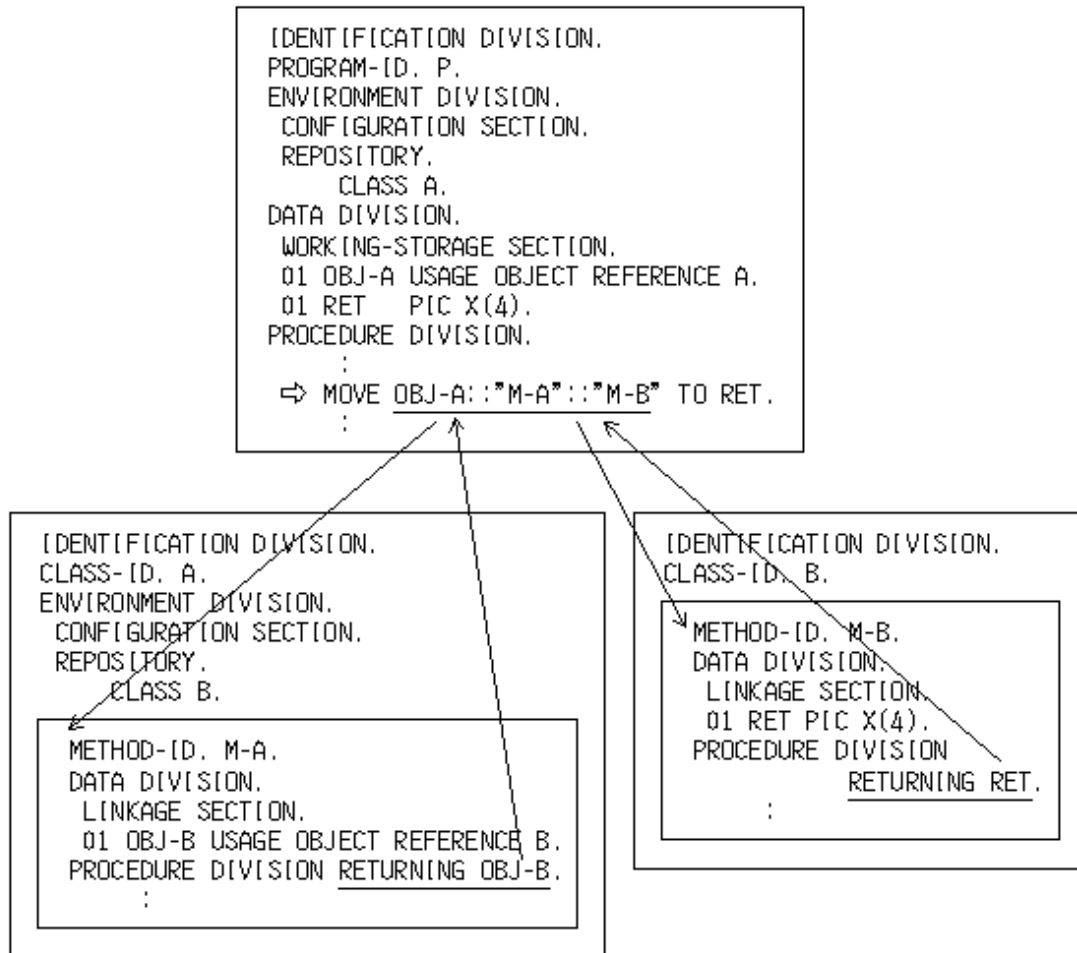 IDENTIFICATION DIVISION.
PROGRAM-ID. P.
ENVIRONMENT DIVISION.
CONFIGURATION SECTION.
REPOSITORY.
CLASS A.
DATA DIVISION.
WORKING-STORAGE SECTION.
01 OBJ-A USAGE OBJECT REFERENCE A.
01 RET PIC X(4).
PROCEDURE DIVISION.
:
⇨ MOVE OBJ-A::"M-A"::"M-B" TO RET.
:
IDENTIFICATION DIVISION.
CLASS-ID. A.
ENVIRONMENT DIVISION.
CONFIGURATION SECTION.
REPOSITORY.
CLASS B.
METHOD-ID. M-A.
DATA DIVISION.
LINKAGE SECTION.
01 OBJ-B USAGE OBJECT REFERENCE B.
PROCEDURE DIVISION RETURNING OBJ-B.
:
IDENTIFICATION DIVISION.
CLASS-ID. B.
METHOD-ID. M-B.
DATA DIVISION.
LINKAGE SECTION.
01 RET PIC X(4).
PROCEDURE DIVISION
RETURNING RET.
: